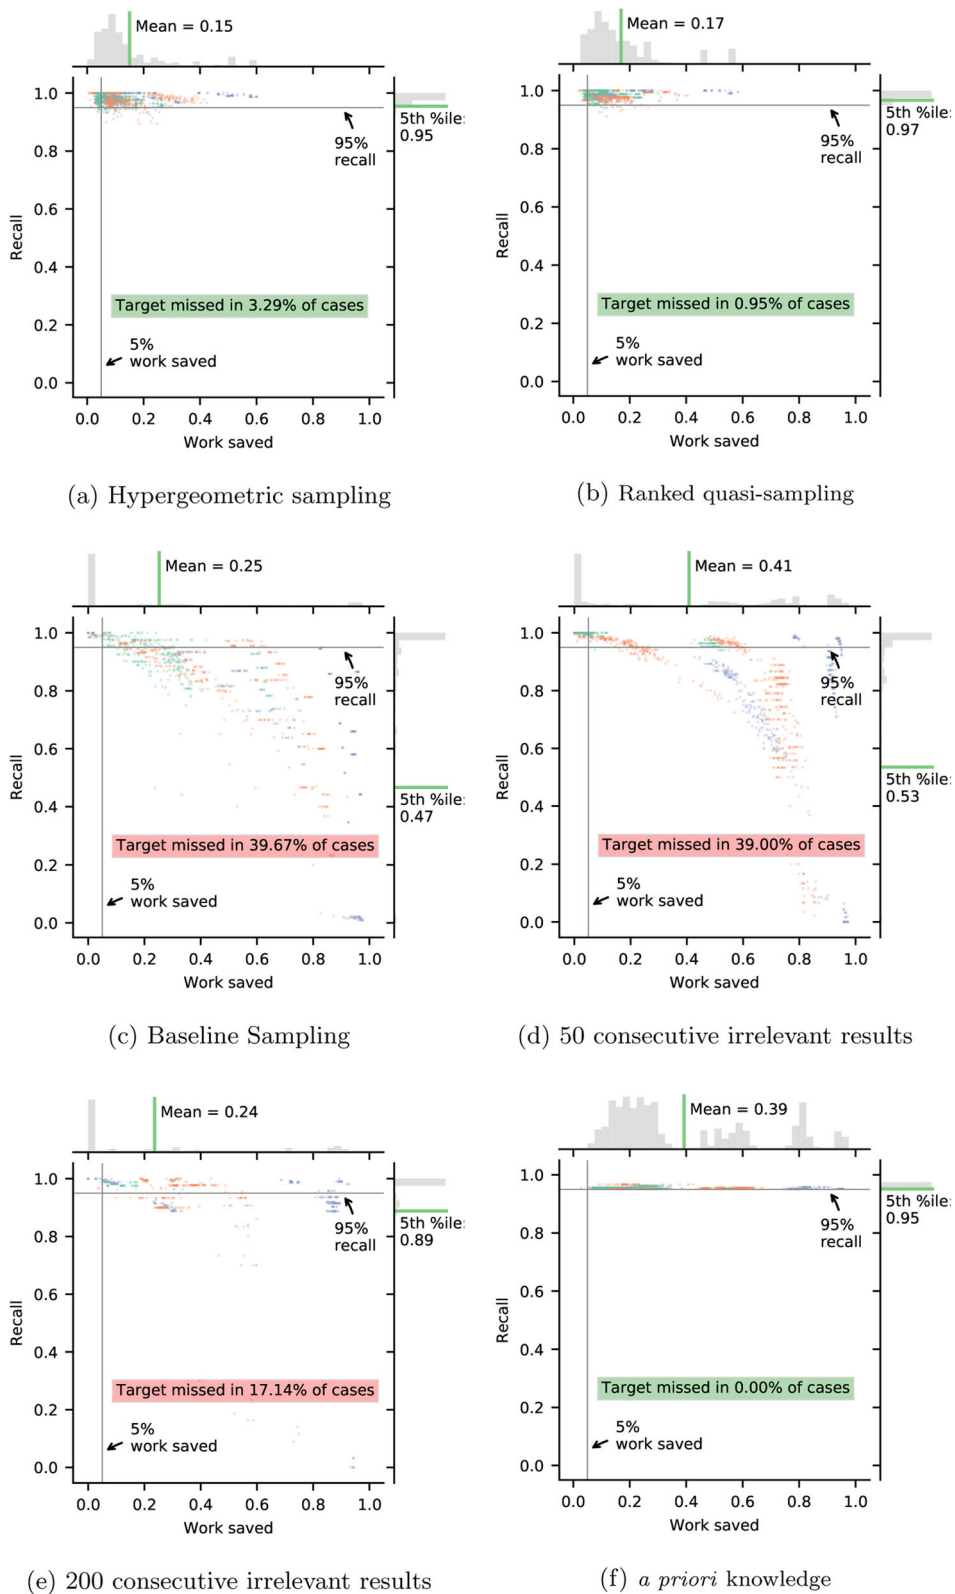 Mean = 0.15
1.0
0.8
0.6
0.4
0.2
0.0
Recall
95%
recall
5th %ile:
0.95
Target missed in 3.29% of cases
5%
work saved
0.0 0.2 0.4 0.6 0.8 1.0
Work saved
(a) Hypergeometric sampling
Mean = 0.17
1.0
0.8
0.6
0.4
0.2
0.0
Recall
95%
recall
5th %ile:
0.97
Target missed in 0.95% of cases
5%
work saved
0.0 0.2 0.4 0.6 0.8 1.0
Work saved
(b) Ranked quasi-sampling
Mean = 0.25
1.0
0.8
0.6
0.4
0.2
0.0
Recall
95%
recall
5th %ile:
0.47
Target missed in 39.67% of cases
5%
work saved
0.0 0.2 0.4 0.6 0.8 1.0
Work saved
(c) Baseline Sampling
Mean = 0.41
1.0
0.8
0.6
0.4
0.2
0.0
Recall
95%
recall
5th %ile:
0.53
Target missed in 39.00% of cases
5%
work saved
0.0 0.2 0.4 0.6 0.8 1.0
Work saved
(d) 50 consecutive irrelevant results
Mean = 0.24
1.0
0.8
0.6
0.4
0.2
0.0
Recall
95%
recall
5th %ile:
0.89
Target missed in 17.14% of cases
5%
work saved
0.0 0.2 0.4 0.6 0.8 1.0
Work saved
(e) 200 consecutive irrelevant results
Mean = 0.39
1.0
0.8
0.6
0.4
0.2
0.0
Recall
95%
recall
5th %ile:
0.95
Target missed in 0.00% of cases
5%
work saved
0.0 0.2 0.4 0.6 0.8 1.0
Work saved
(f) a priori knowledge